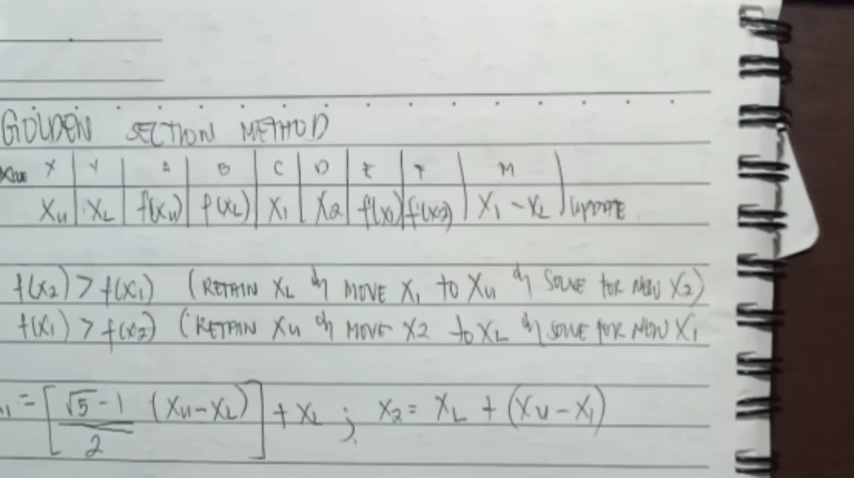 GOLDEN SECTION METHOD
X Y A B C D E F M
Xu XL f(Xu) f(XL) X1 X2 f(X1) f(X2) X1 - XL UPDATE
f(X2) > f(X1) (RETAIN XL & MOVE X1 to Xu & SOLVE for NEW X2)
f(X1) > f(X2) (RETAIN Xu & MOVE X2 to XL & SOLVE for NEW X1
= [√5 - 1 / 2 (Xu - XL)] + XL ; X2 = XL + (Xu - X1)